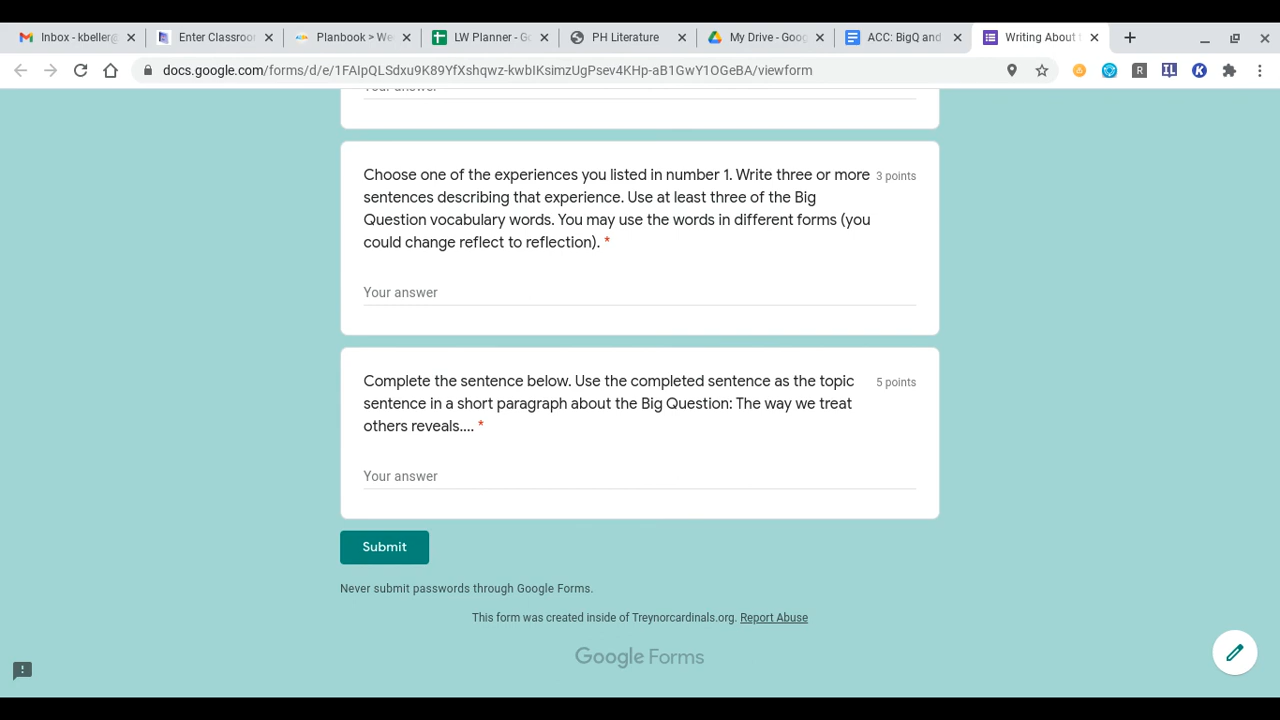 Inbox - kbeller@
Enter Classroo
Planbook > We
LW Planner - Go
PH Literature
My Drive - Goog
ACC: BigQ and
Writing About t
docs.google.com/forms/d/e/1FAIpQLSdxu0K89YfXshqwz-kwbIKsimzUgPsev4KHp-aB1GwY1OGeBA/viewform
Your answer
Choose one of the experiences you listed in number 1. Write three or more 3 points
sentences describing that experience. Use at least three of the Big
Question vocabulary words. You may use the words in different forms (you
could change reflect to reflection). *
Your answer
Complete the sentence below. Use the completed sentence as the topic 5 points
sentence in a short paragraph about the Big Question: The way we treat
others reveals.... *
Your answer
Submit
Never submit passwords through Google Forms.
This form was created inside of Treynorcardinals.org. Report Abuse
Google Forms